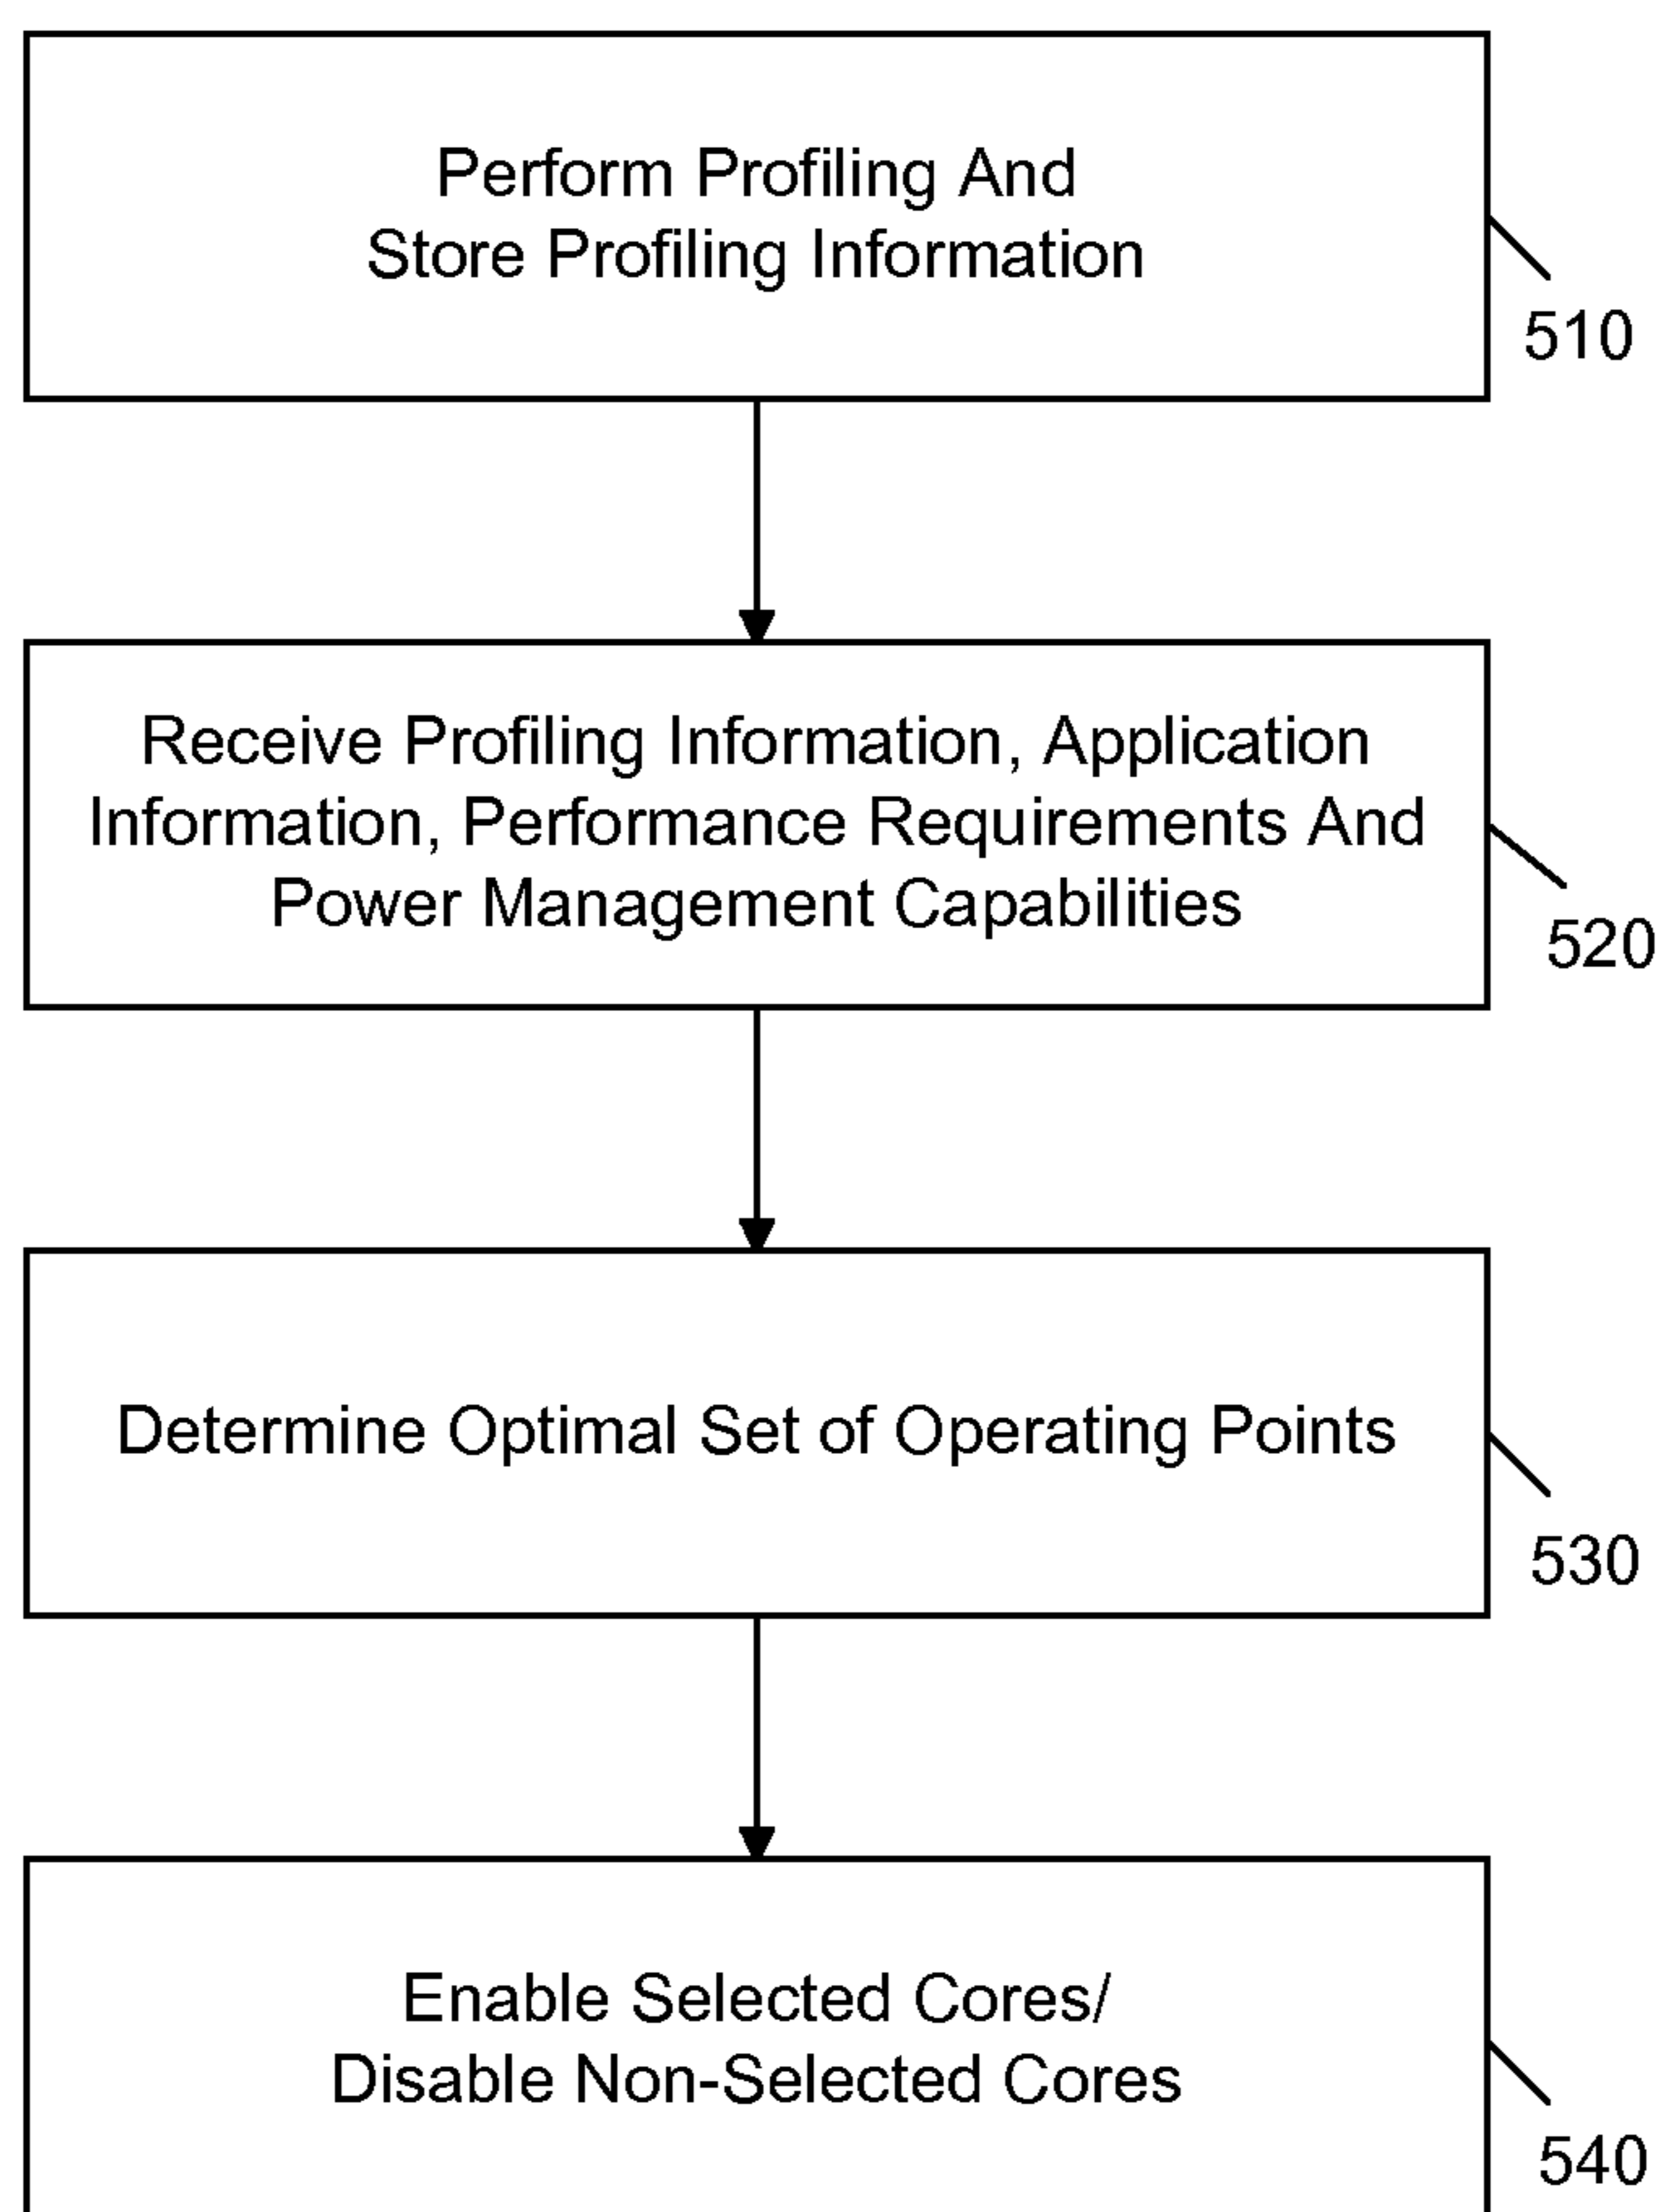 Perform Profiling And
Store Profiling Information
510
Receive Profiling Information, Application
Information, Performance Requirements And
Power Management Capabilities
520
Determine Optimal Set of Operating Points
530
Enable Selected Cores/
Disable Non-Selected Cores
540